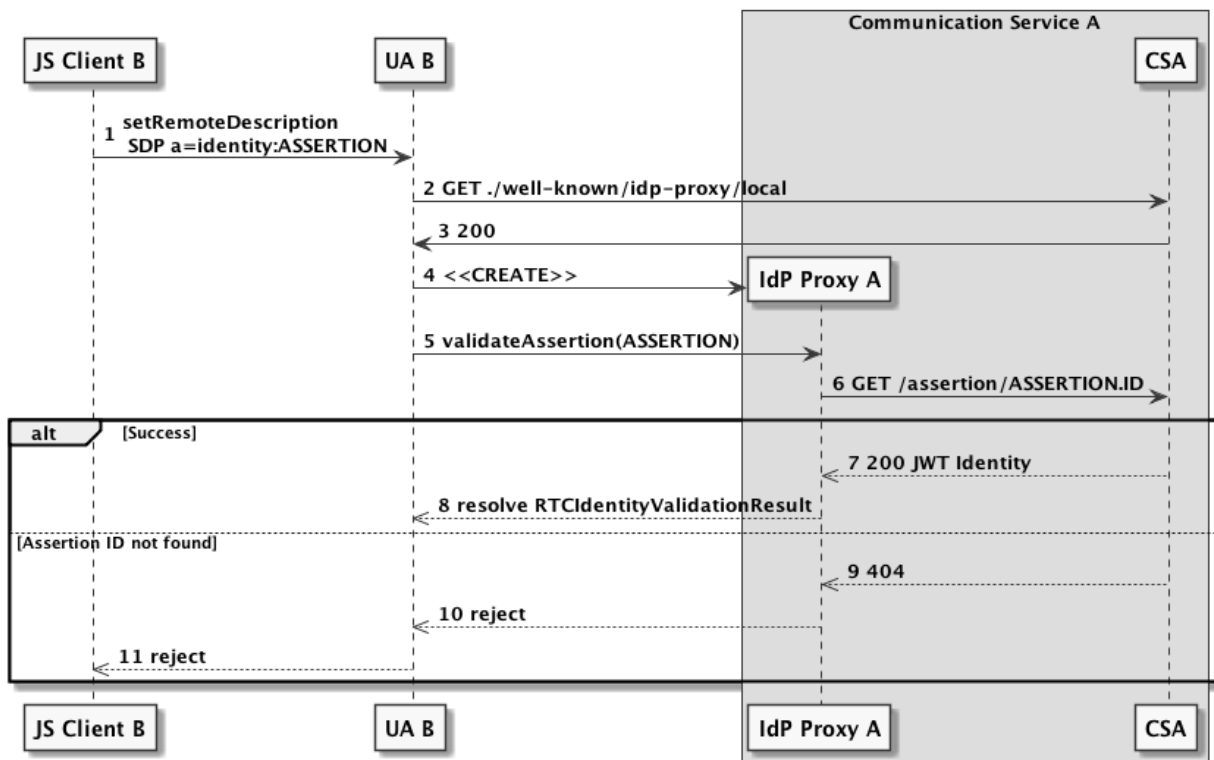 Communication Service A
JS Client B
UA B
CSA
1 setRemoteDescription
SDP a=identity:ASSERTION
2 GET ./well-known/idp-proxy/local
3 200
4 <<CREATE>>
IdP Proxy A
5 validateAssertion(ASSERTION)
6 GET /assertion/ASSERTION.ID
alt [Success]
7 200 JWT Identity
8 resolve RTCIdentityValidationResult
[Assertion ID not found]
9 404
10 reject
11 reject
JS Client B
UA B
IdP Proxy A
CSA